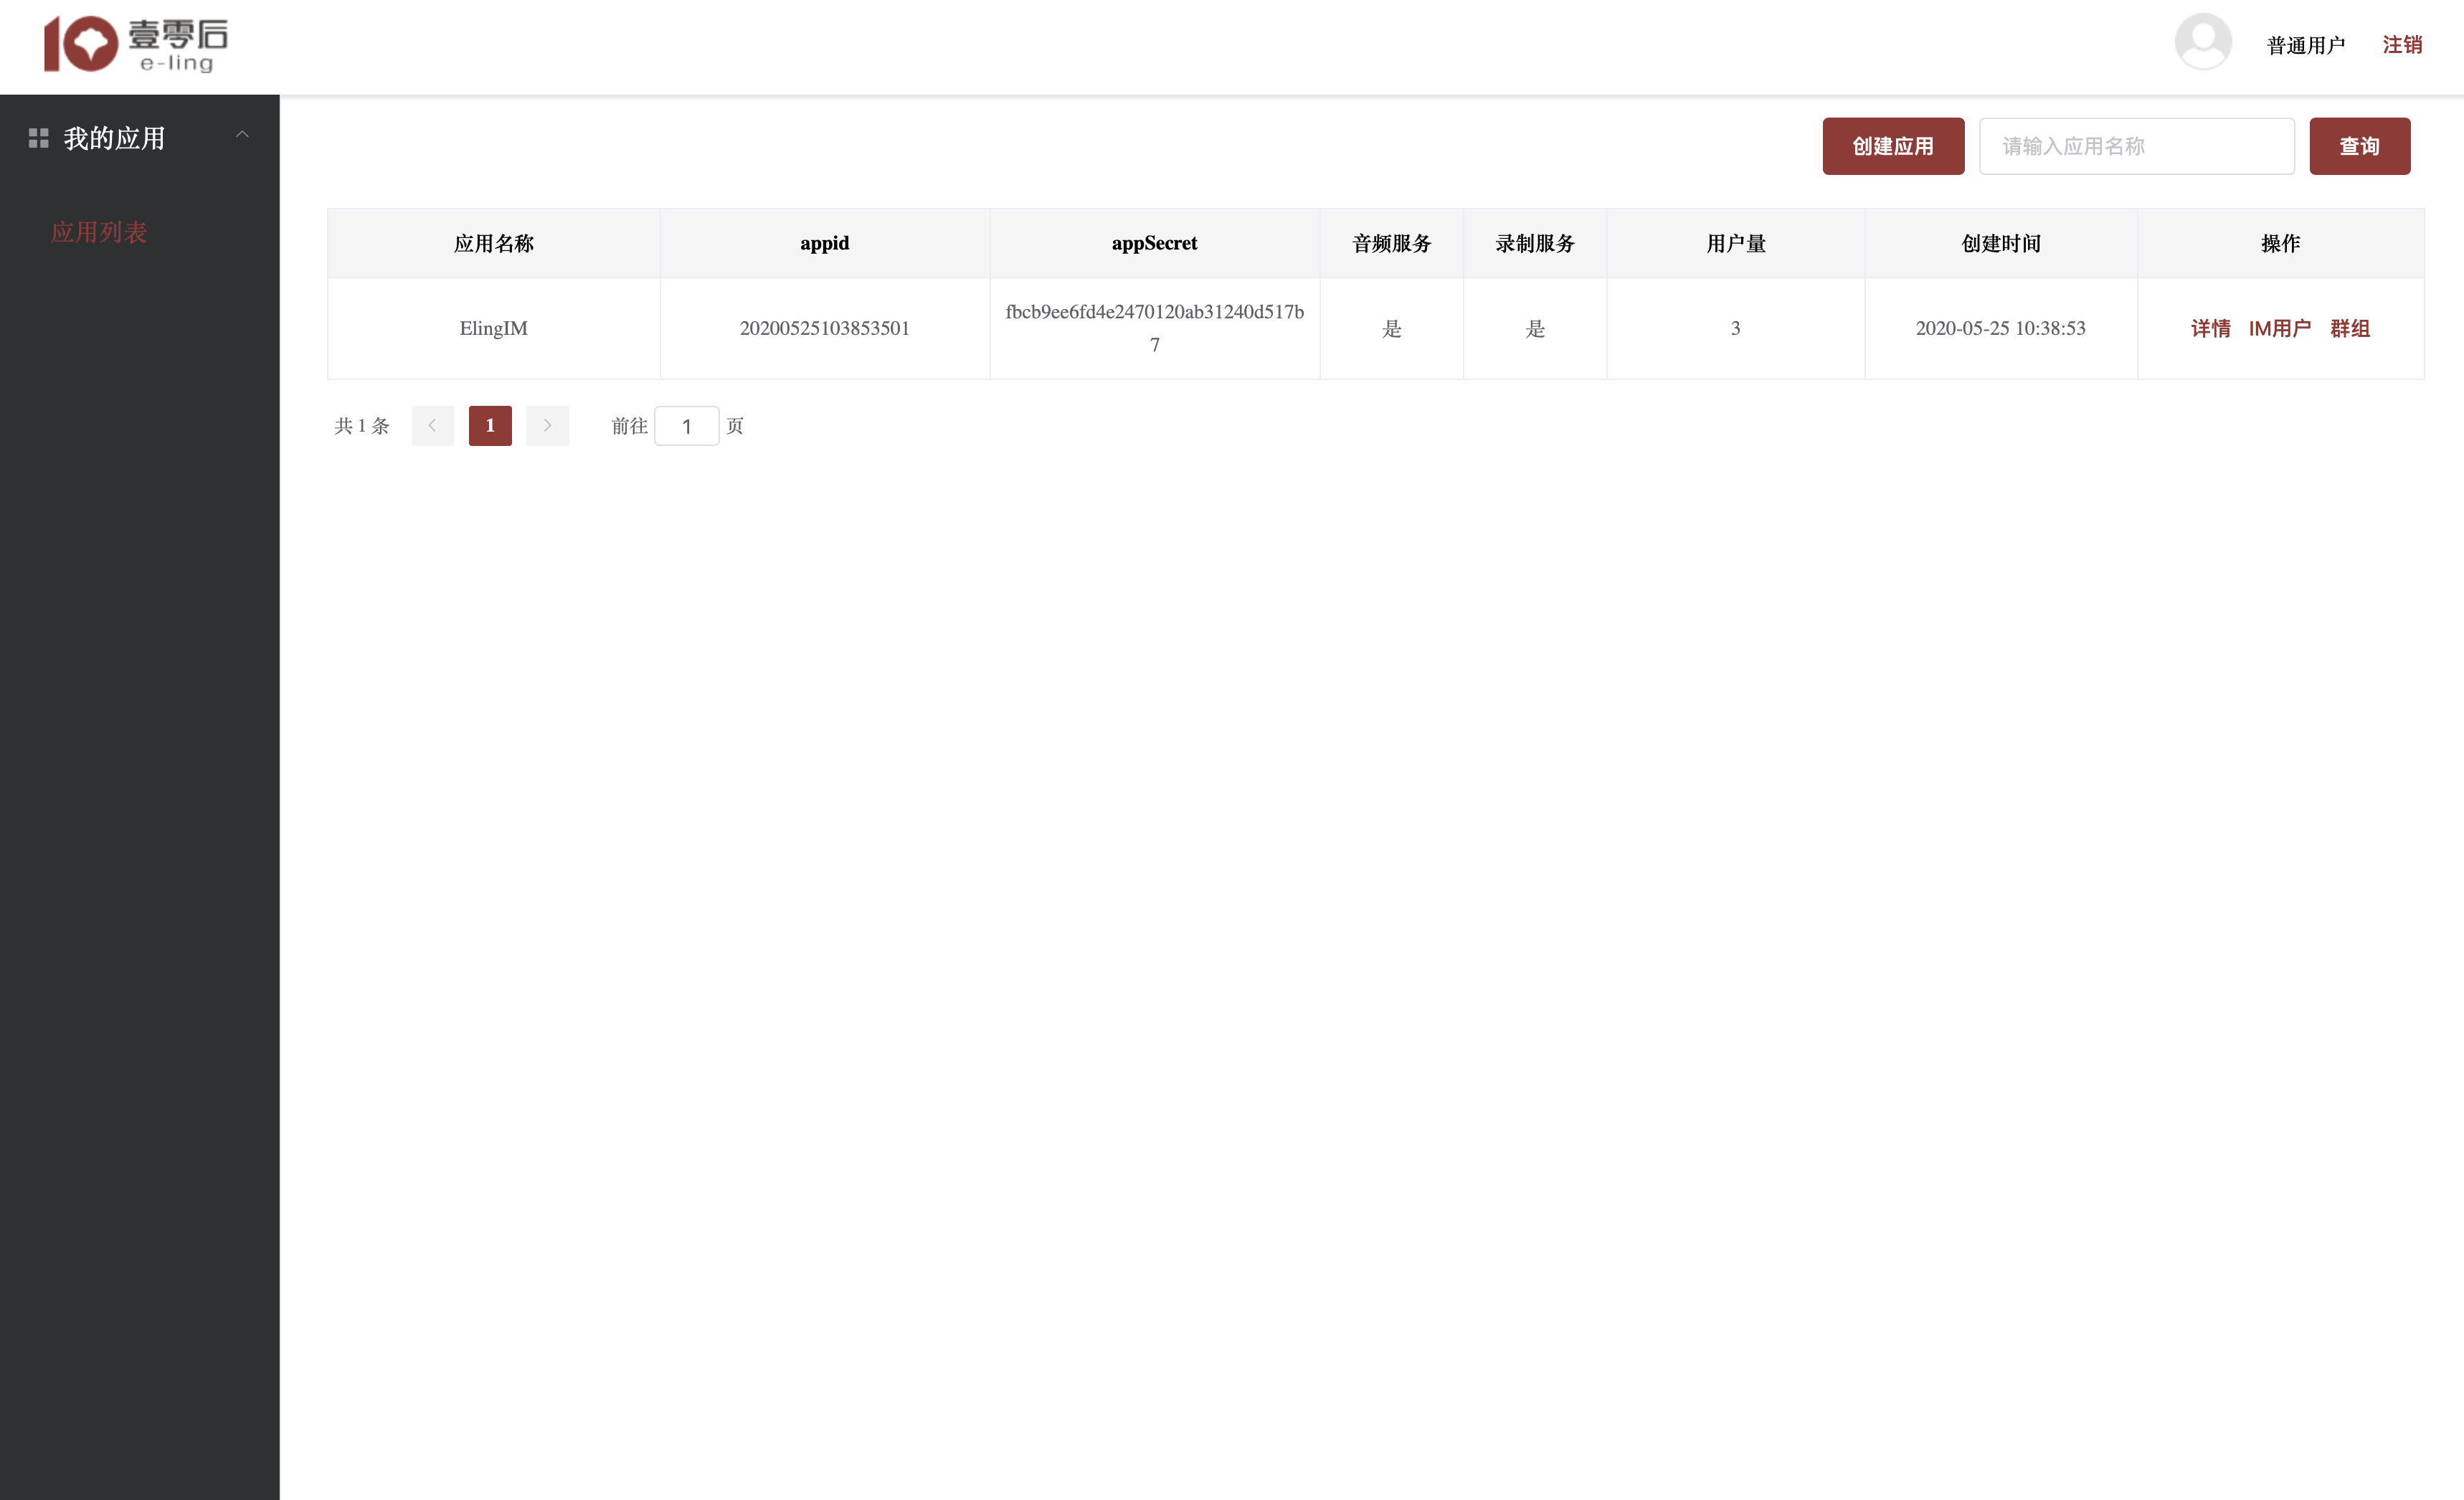 10 壹零后
e-ling
普通用户 注销
我的应用
应用列表
创建应用 请输入应用名称 查询
应用名称 appid appSecret 音频服务 录制服务 用户量 创建时间 操作
ElingIM 20200525103853501 fbcb9ee6fd4e2470120ab31240d517b
7 是 是 3 2020-05-25 10:38:53 详情 IM用户 群组
共 1 条 1 前往 1 页